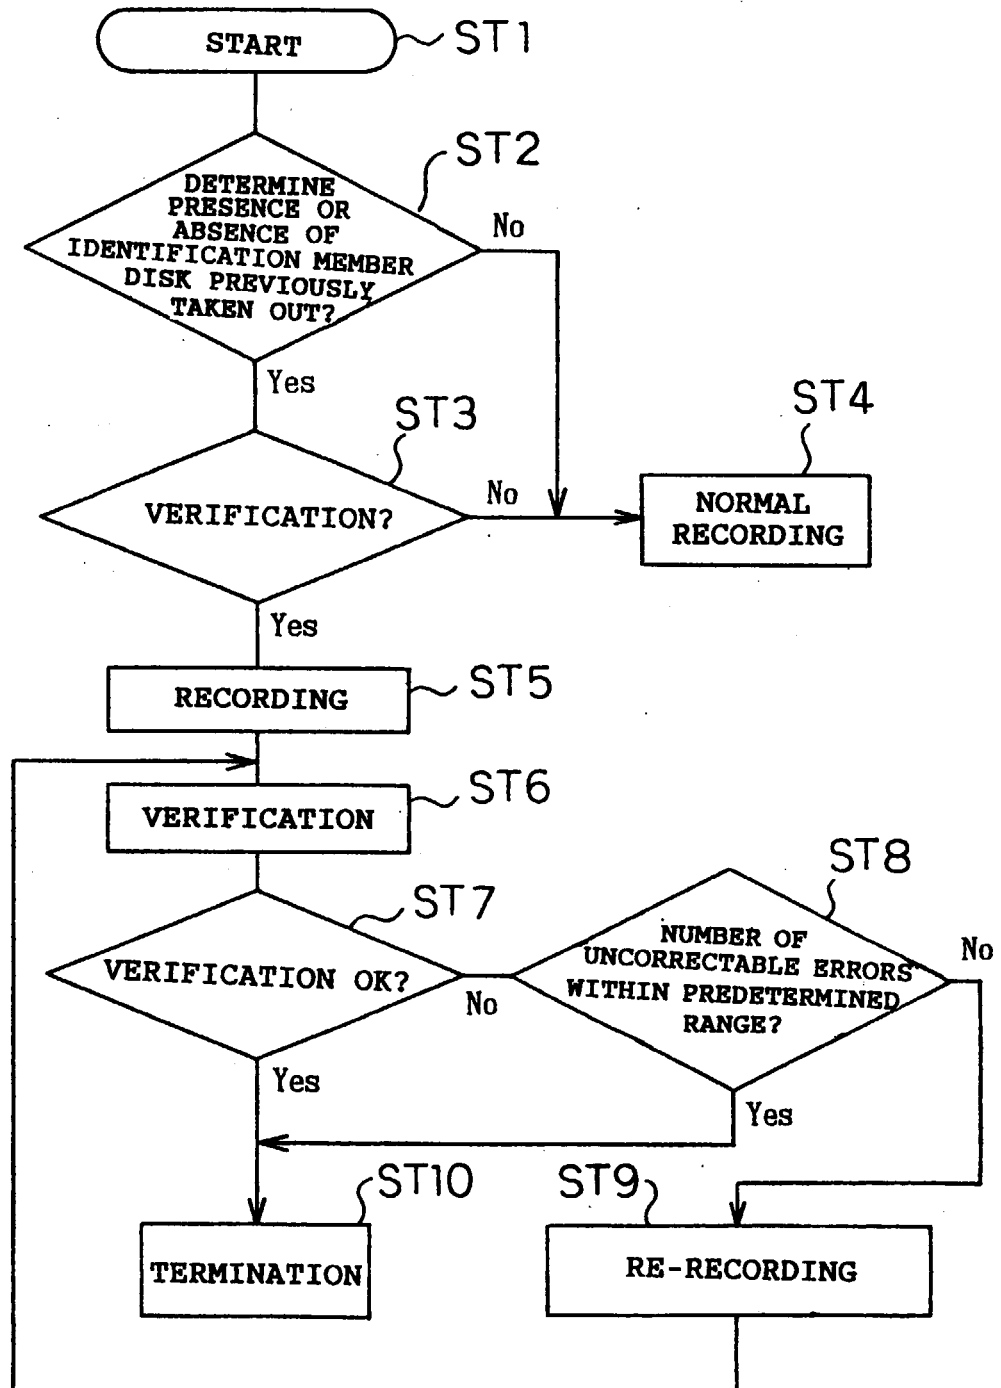 START
ST1
ST2
DETERMINE
PRESENCE OR
ABSENCE OF
IDENTIFICATION MEMBER
DISK PREVIOUSLY
TAKEN OUT?
No
Yes
ST3
ST4
VERIFICATION?
No
NORMAL
RECORDING
Yes
RECORDING
ST5
VERIFICATION
ST6
ST7
ST8
VERIFICATION OK?
No
NUMBER OF
UNCORRECTABLE ERRORS
WITHIN PREDETERMINED
RANGE?
No
Yes
Yes
ST10
ST9
TERMINATION
RE-RECORDING